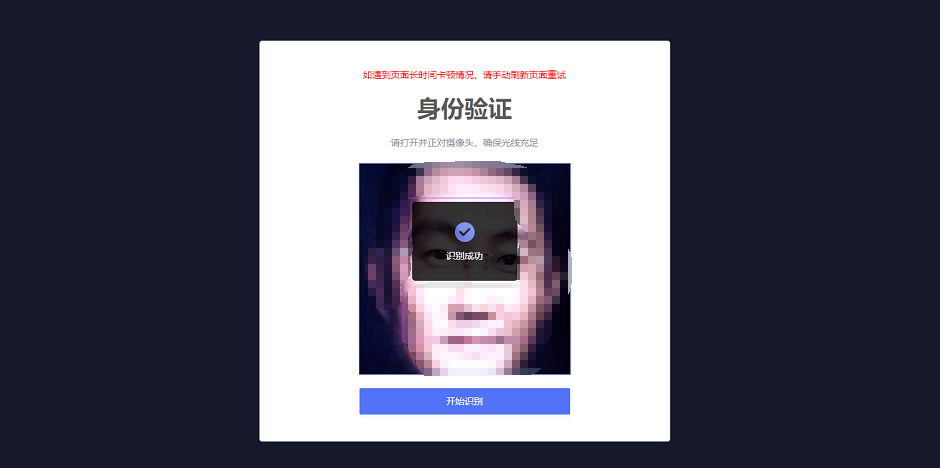 如遇到页面长时间卡顿情况，请手动刷新页面重试
身份验证
请打开并正对摄像头，确保光线充足
识别成功
开始识别